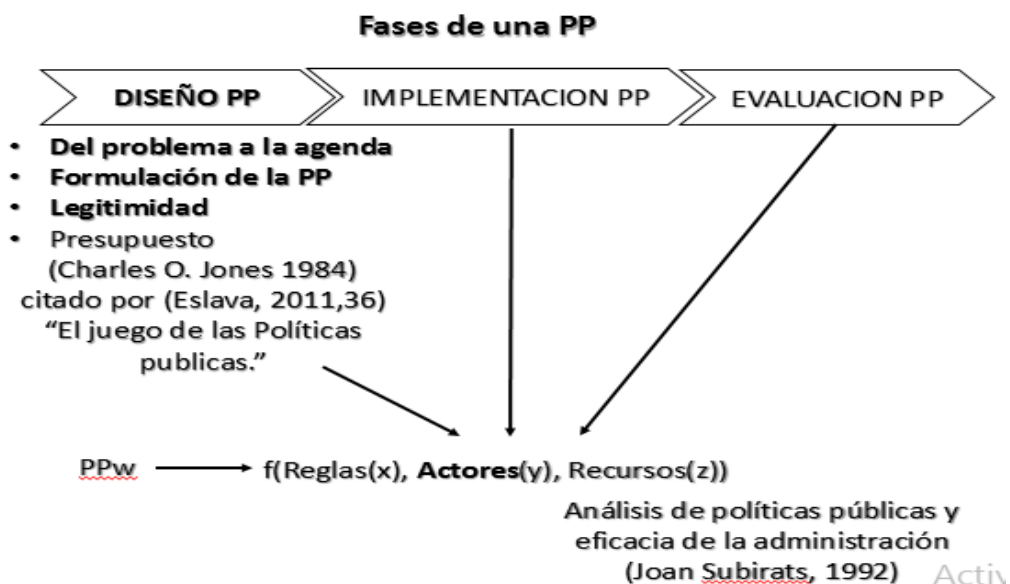 Fases de una PP
DISEÑO PP
IMPLEMENTACION PP
EVALUACION PP
• Del problema a la agenda
• Formulación de la PP
• Legitimidad
• Presupuesto
(Charles O. Jones 1984)
citado por (Eslava, 2011,36)
“El juego de las Políticas
publicas.”
PPw
f(Reglas(x), Actores(y), Recursos(z))
Análisis de políticas públicas y
eficacia de la administración
(Joan Subirats, 1992)
Activ